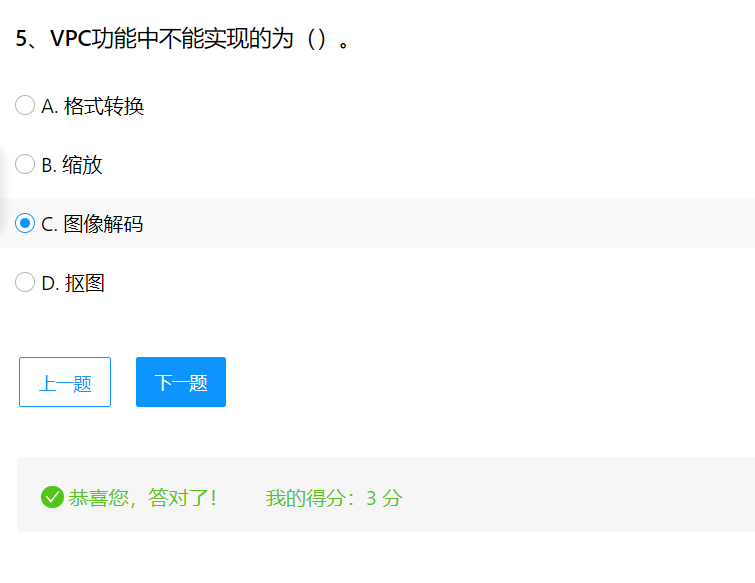 5、VPC功能中不能实现的为（）。
A. 格式转换
B. 缩放
C. 图像解码
D. 抠图
上一题 下一题
恭喜您，答对了！ 我的得分：3 分